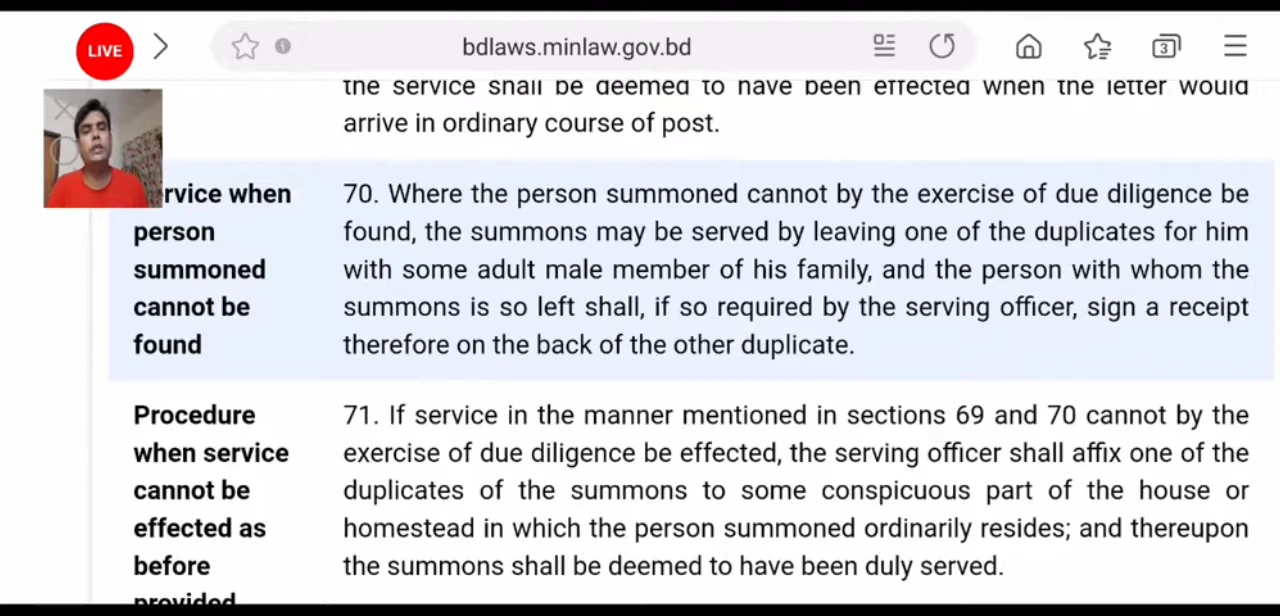 LIVE
bdlaws.minlaw.gov.bd
3
the service shall be deemed to have been effected when the letter would
arrive in ordinary course of post.
rvice when
person
summoned
cannot be
found
70. Where the person summoned cannot by the exercise of due diligence be
found, the summons may be served by leaving one of the duplicates for him
with some adult male member of his family, and the person with whom the
summons is so left shall, if so required by the serving officer, sign a receipt
therefore on the back of the other duplicate.
Procedure
when service
cannot be
effected as
before
provided
71. If service in the manner mentioned in sections 69 and 70 cannot by the
exercise of due diligence be effected, the serving officer shall affix one of the
duplicates of the summons to some conspicuous part of the house or
homestead in which the person summoned ordinarily resides; and thereupon
the summons shall be deemed to have been duly served.